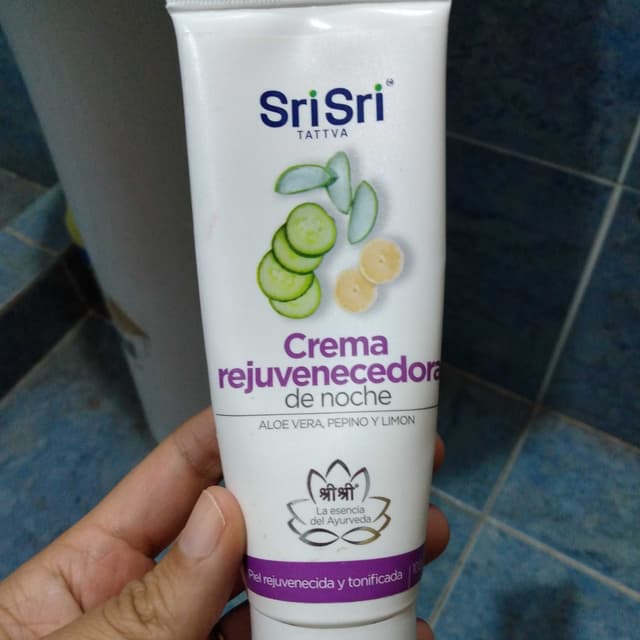 SriSri
TATTVA
Crema
rejuvenecedora
de noche
ALOE VERA, PEPINO Y LIMON
श्री श्री
La esencia
del Ayurveda
Piel rejuvenecida y tonificada